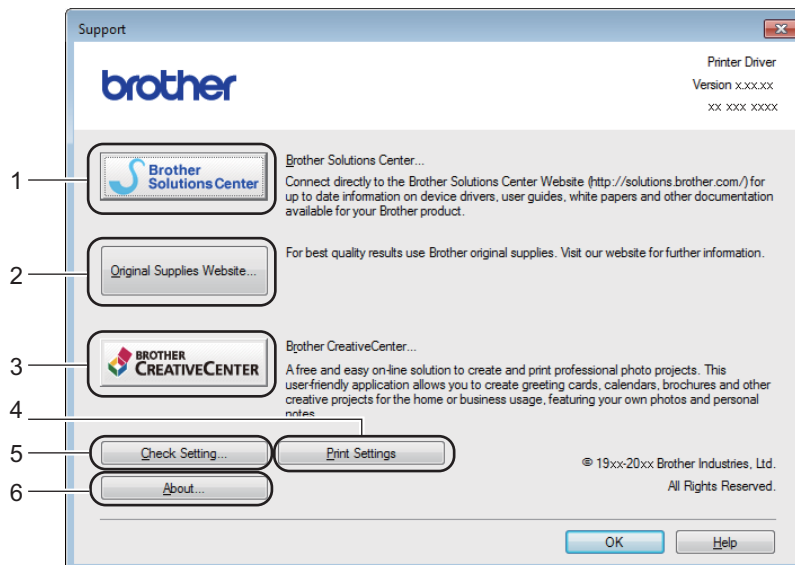 Support
brother
Printer Driver
Version x.xx.xx
xx xxx xxxx
1
Brother
Solutions Center
Brother Solutions Center...
Connect directly to the Brother Solutions Center Website (http://solutions.brother.com/) for
up to date information on device drivers, user guides, white papers and other documentation
available for your Brother product.
2
Original Supplies Website...
For best quality results use Brother original supplies. Visit our website for further information.
3
BROTHER
CREATIVECENTER
Brother CreativeCenter...
A free and easy on-line solution to create and print professional photo projects. This
user-friendly application allows you to create greeting cards, calendars, brochures and other
creative projects for the home or business usage, featuring your own photos and personal
notes.
4
5
Check Setting...
Print Settings
© 19xx-20xx Brother Industries, Ltd.
6
About...
All Rights Reserved.
OK
Help